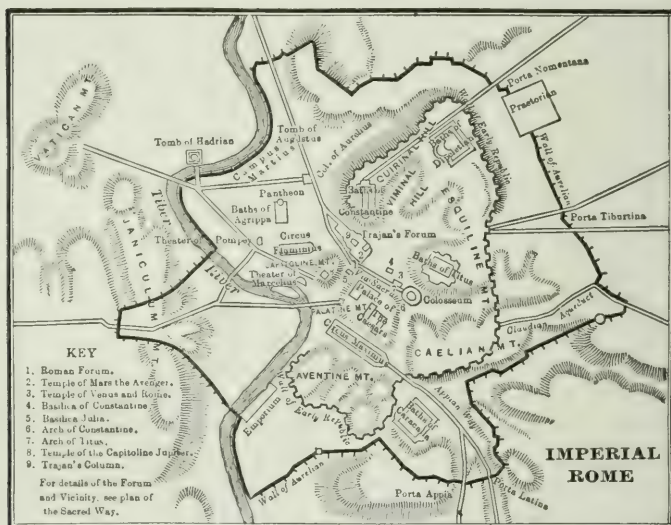 Porta Nomentana
Praetorian
VATICAN MT.
Tomb of Hadrian
Tomb of
Augustus
Campus
Martius
Col. of Aurelius
QUIRINAL HILL
Baths of
Diocletian
Wall of Early Republic
Wall of Aurelian
VIMINAL
HILL
ESQUILINE MT.
Baths of
Constantine
Pantheon
Baths of
Agrippa
Tiber
JANICULUM MT.
Theater of Pompey
Circus
Flaminius
Trajan's Forum
Porta Tiburtina
CAPITOLINE MT.
Theater of
Marcellus
Tiber
Baths of Titus
Colosseum
PALATINE MT.
Palace of
the
Caesars
Circus Maximus
Claudian Aqueduct
CAELIAN MT.
AVENTINE MT.
Wall of Early Republic
Emporium
Appian Way
Baths of
Caracalla
Wall of Aurelian
Porta Appia
Porta Latina
KEY
1. Roman Forum.
2. Temple of Mars the Avenger.
3. Temple of Venus and Rome.
4. Basilica of Constantine
5. Basilica Julia.
6. Arch of Constantine.
7. Arch of Titus.
8. Temple of the Capitoline Jupiter.
9. Trajan's Column.
For details of the Forum
and Vicinity, see plan of
the Sacred Way.
IMPERIAL
ROME